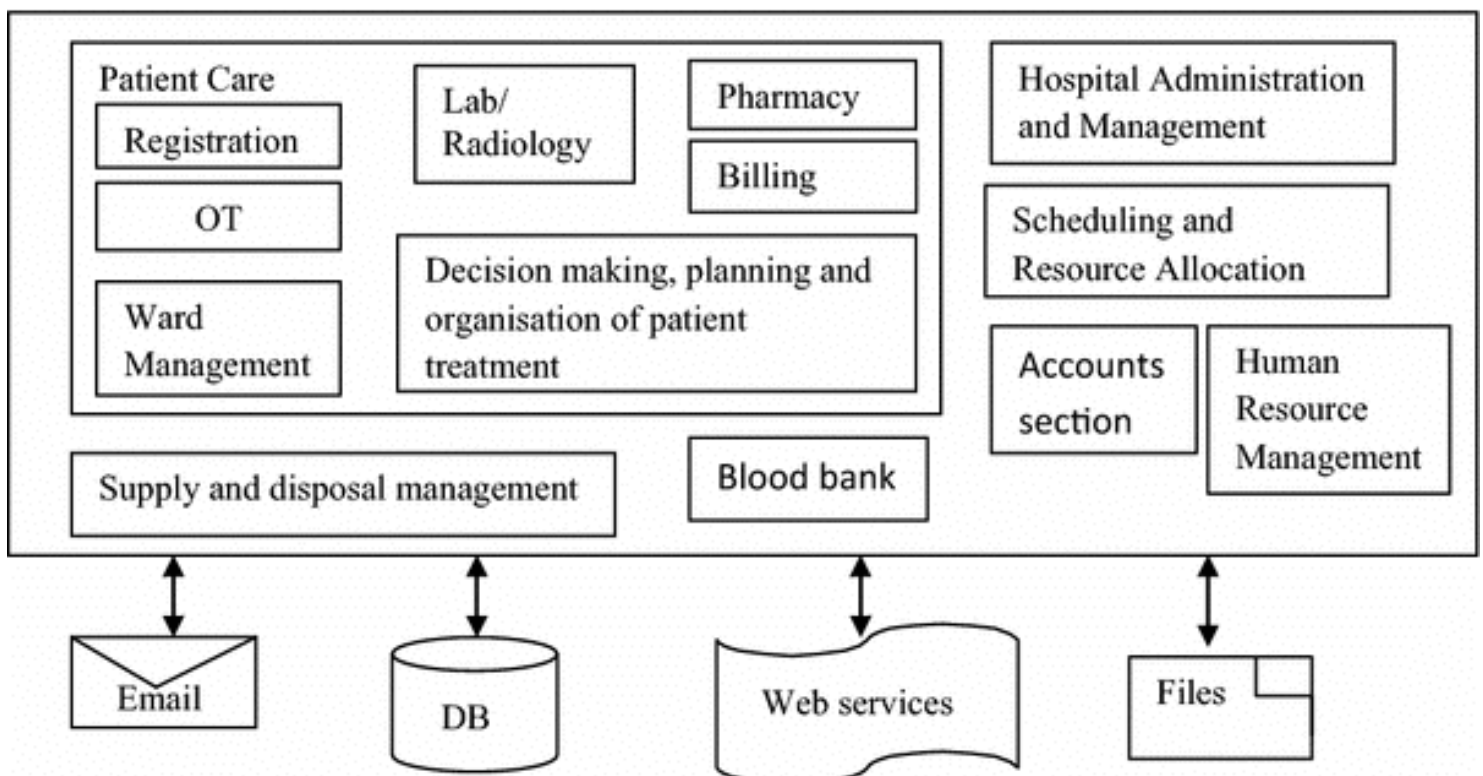 Patient Care
Registration
OT
Ward
Management
Lab/
Radiology
Pharmacy
Billing
Decision making, planning and
organisation of patient
treatment
Hospital Administration
and Management
Scheduling and
Resource Allocation
Accounts
section
Human
Resource
Management
Supply and disposal management
Blood bank
Email
DB
Web services
Files